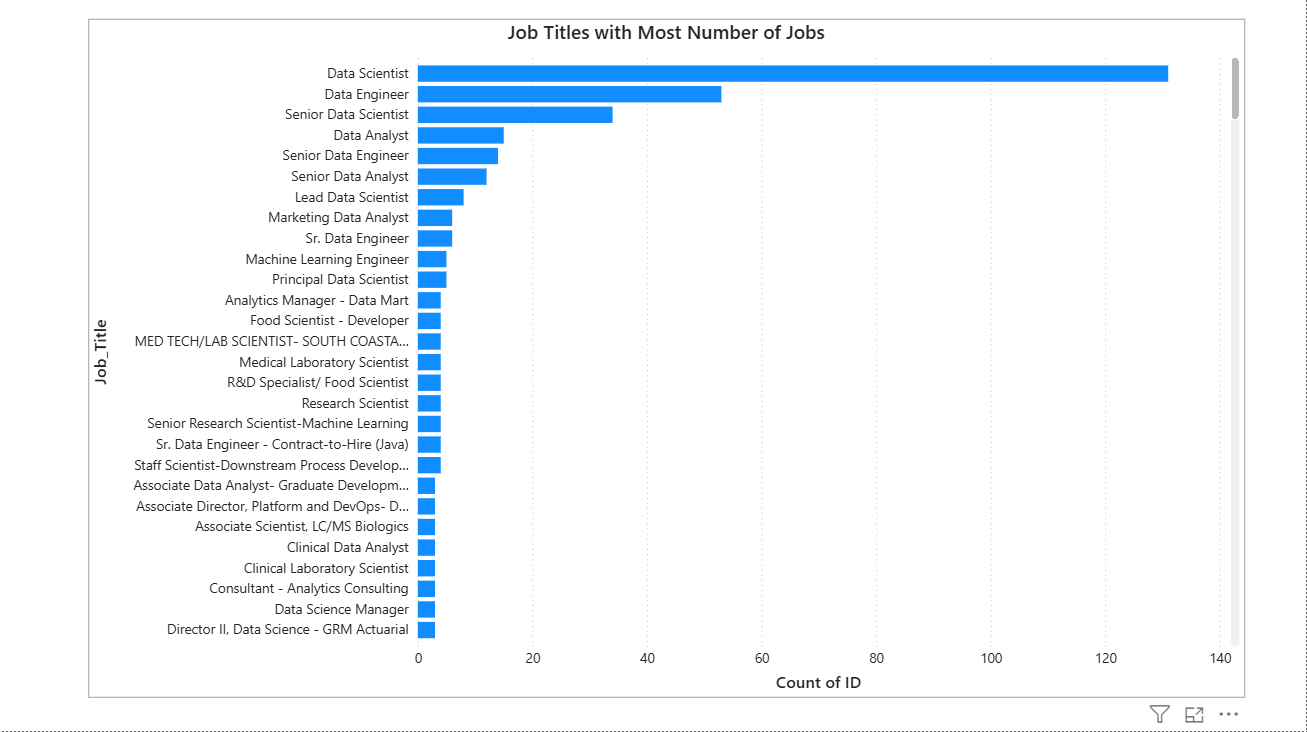 Job Titles with Most Number of Jobs
Data Scientist
Data Engineer
Senior Data Scientist
Data Analyst
Senior Data Engineer
Senior Data Analyst
Lead Data Scientist
Marketing Data Analyst
Sr. Data Engineer
Machine Learning Engineer
Principal Data Scientist
Analytics Manager - Data Mart
Food Scientist - Developer
MED TECH/LAB SCIENTIST- SOUTH COASTA...
Medical Laboratory Scientist
R&D Specialist/ Food Scientist
Research Scientist
Senior Research Scientist-Machine Learning
Sr. Data Engineer - Contract-to-Hire (Java)
Staff Scientist-Downstream Process Develop...
Associate Data Analyst- Graduate Developm...
Associate Director, Platform and DevOps- D...
Associate Scientist, LC/MS Biologics
Clinical Data Analyst
Clinical Laboratory Scientist
Consultant - Analytics Consulting
Data Science Manager
Director II, Data Science - GRM Actuarial
Job_Title
0 20 40 60 80 100 120 140
Count of ID